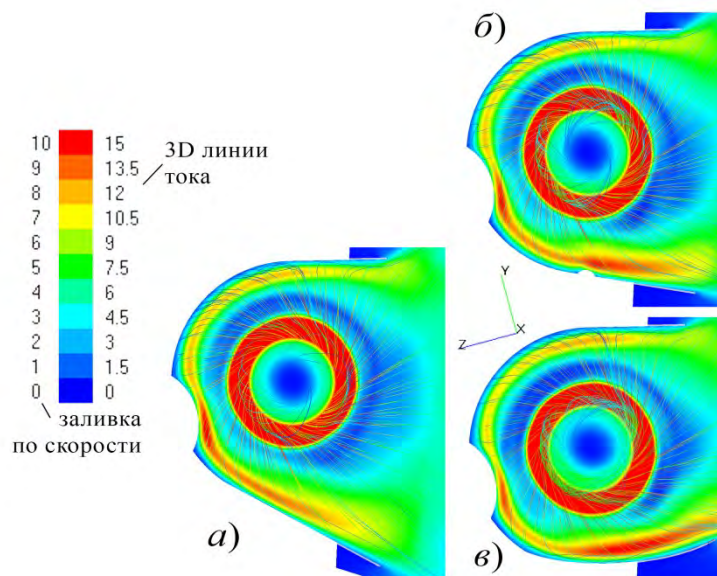 б)
10 15
9 13.5
8 12
7 10.5
6 9
5 7.5
4 6
3 4.5
2 3
1 1.5
0 0
3D линии
тока
заливка
по скорости
Y
Z X
а)
в)